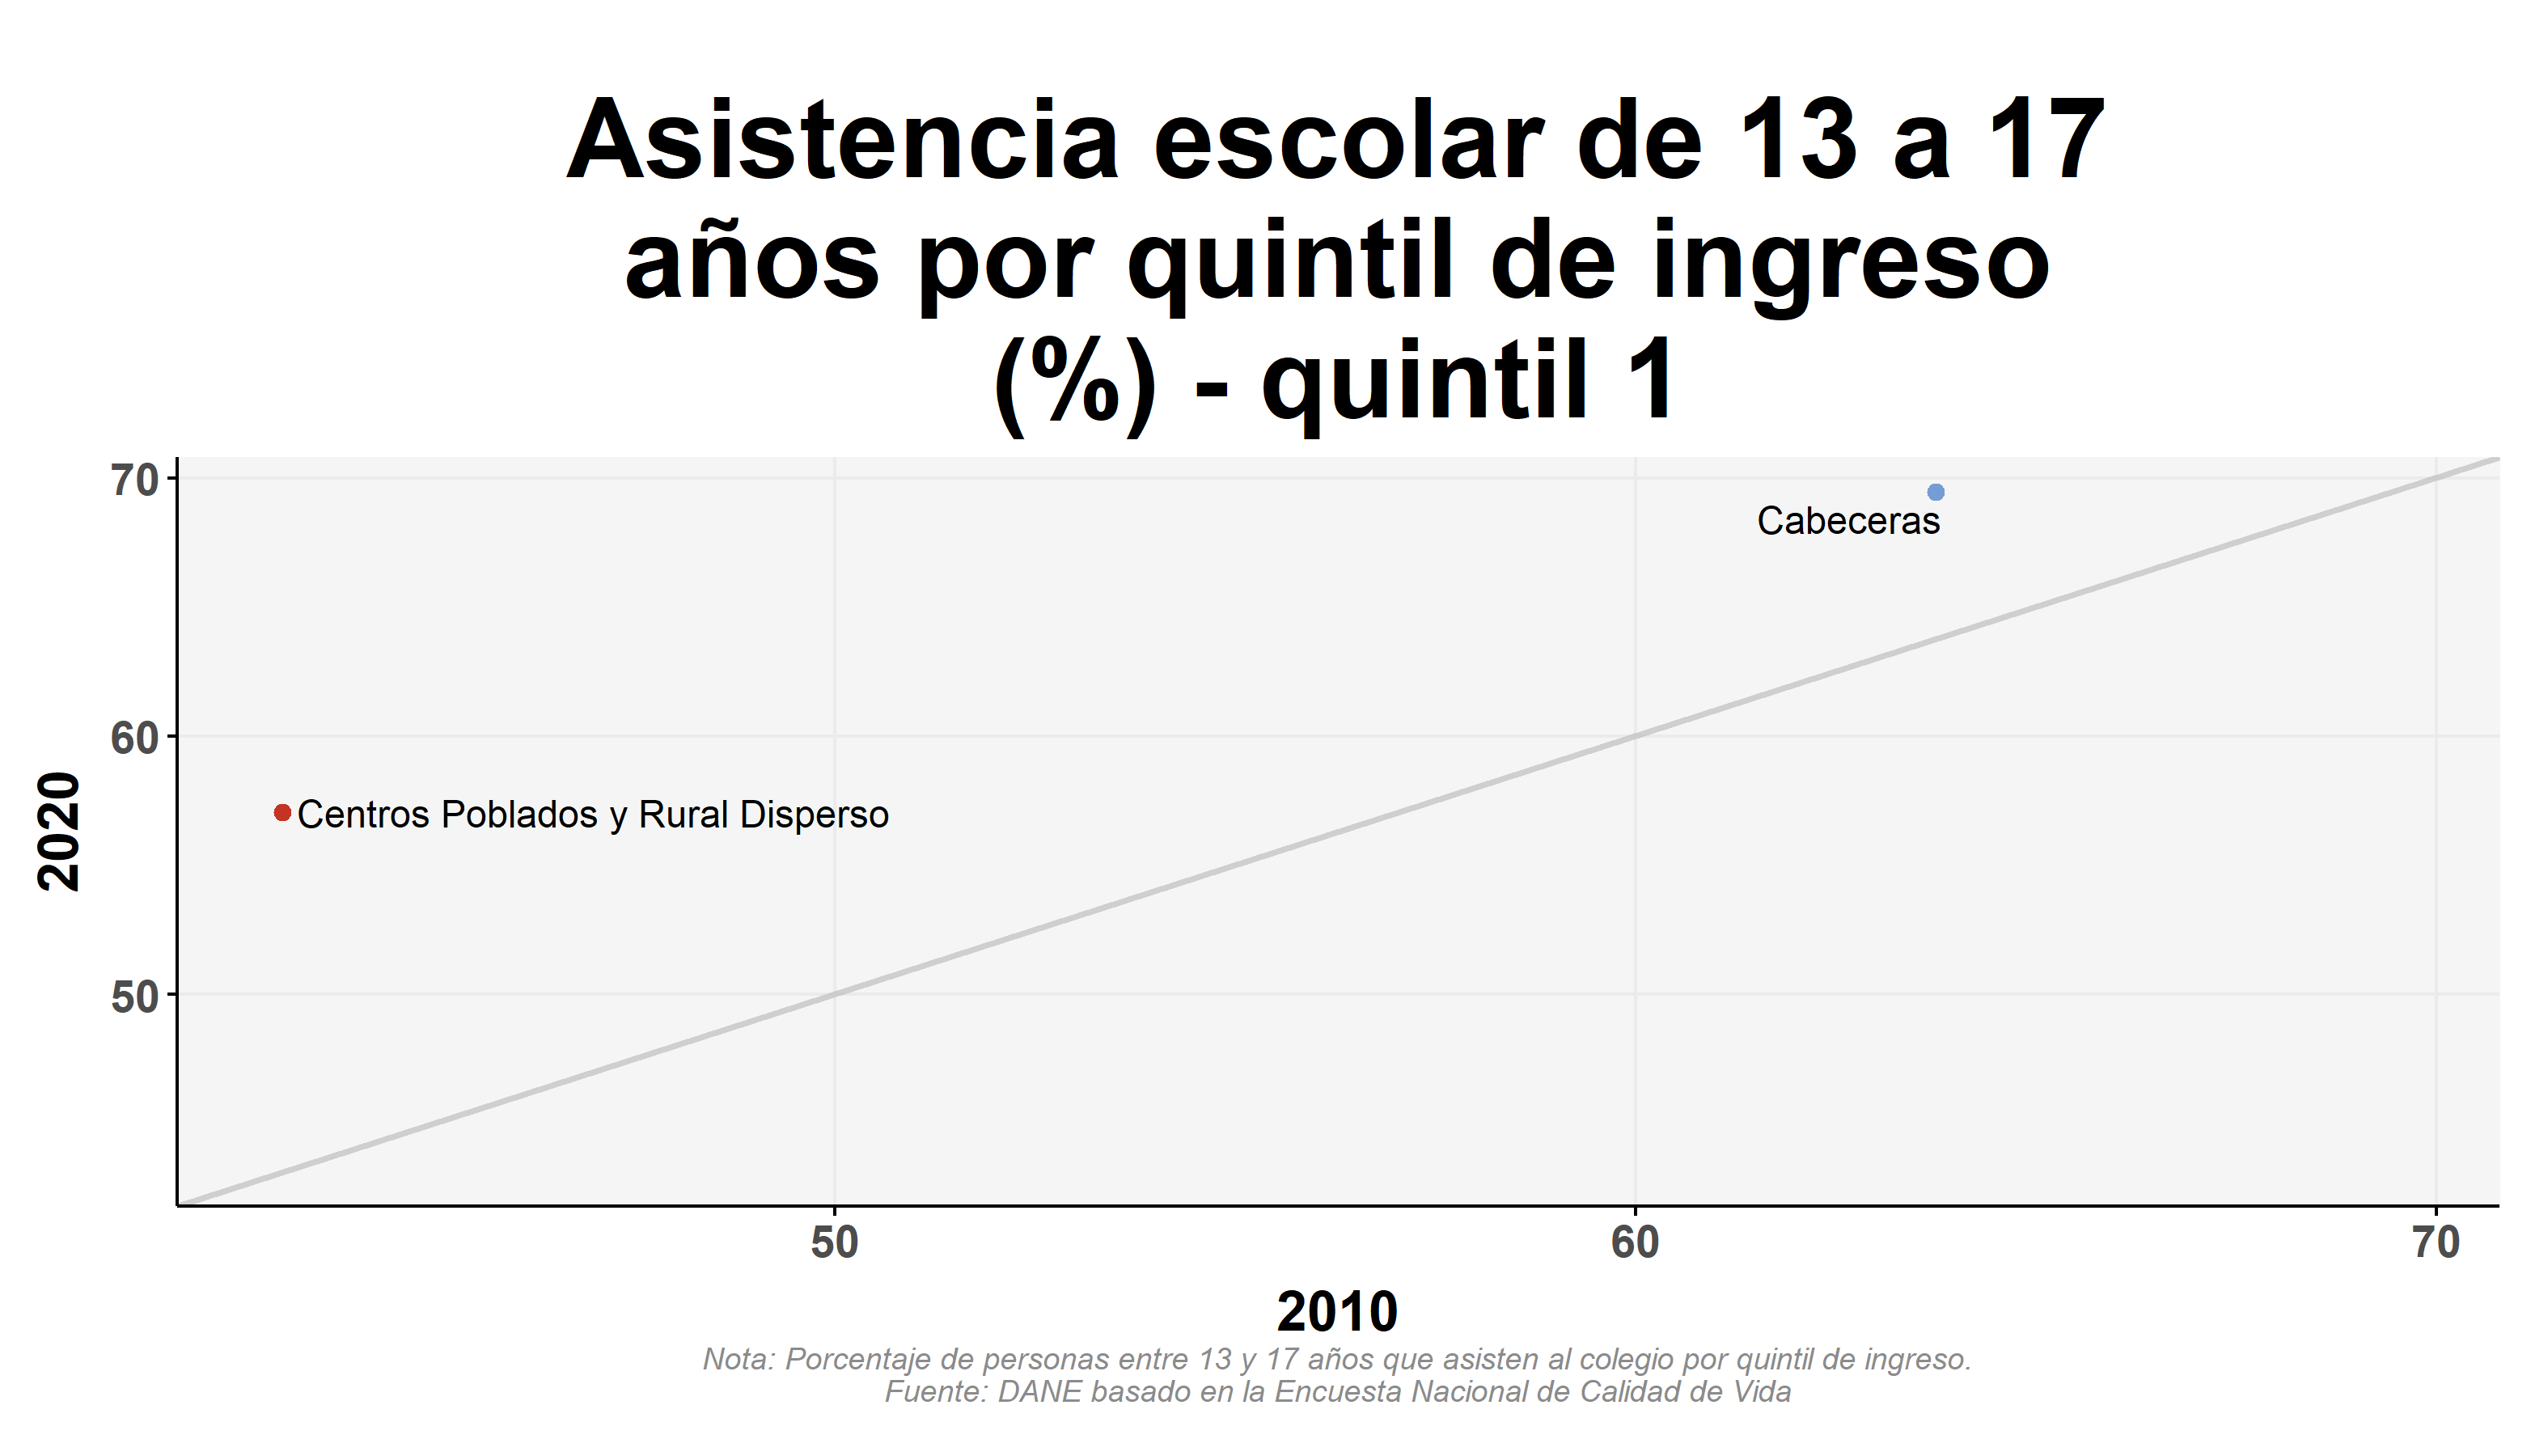 Asistencia escolar de 13 a 17
años por quintil de ingreso
(%) - quintil 1
70
Cabeceras
60
Centros Poblados y Rural Disperso
2020
50
50
60
70
2010
Nota: Porcentaje de personas entre 13 y 17 años que asisten al colegio por quintil de ingreso.
Fuente: DANE basado en la Encuesta Nacional de Calidad de Vida